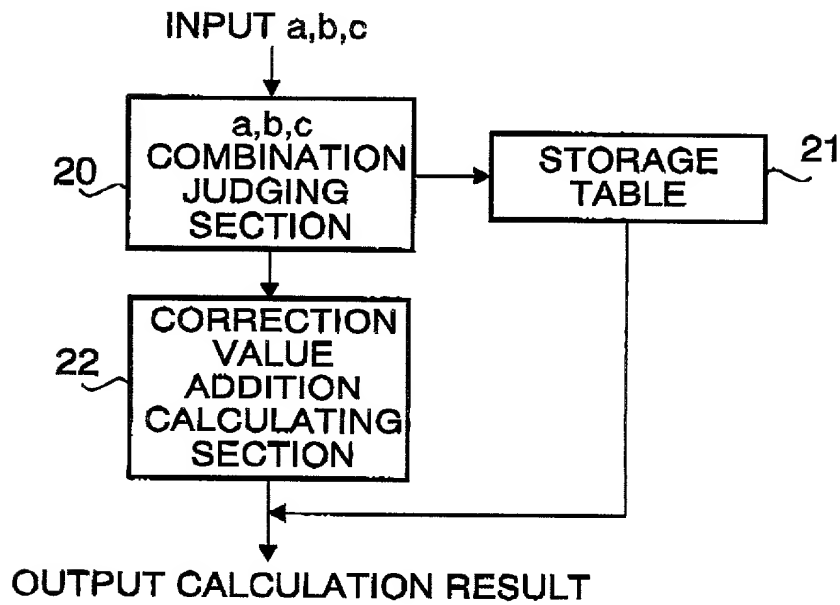 INPUT a,b,c
a,b,c
COMBINATION
JUDGING
SECTION
20
STORAGE
TABLE
21
CORRECTION
VALUE
ADDITION
CALCULATING
SECTION
22
OUTPUT CALCULATION RESULT